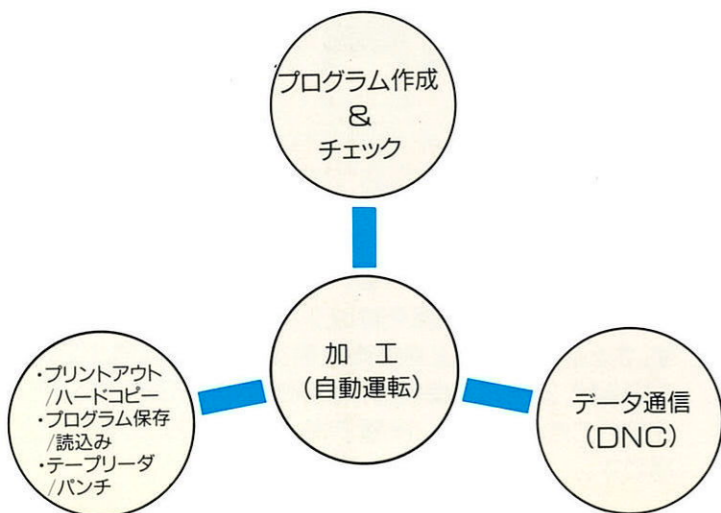 プログラム作成
&
チェック
加 工
(自動運転)
・プリントアウト
/ハードコピー
・プログラム保存
/読込み
・テープリーダ
/パンチ
データ通信
(DNC)